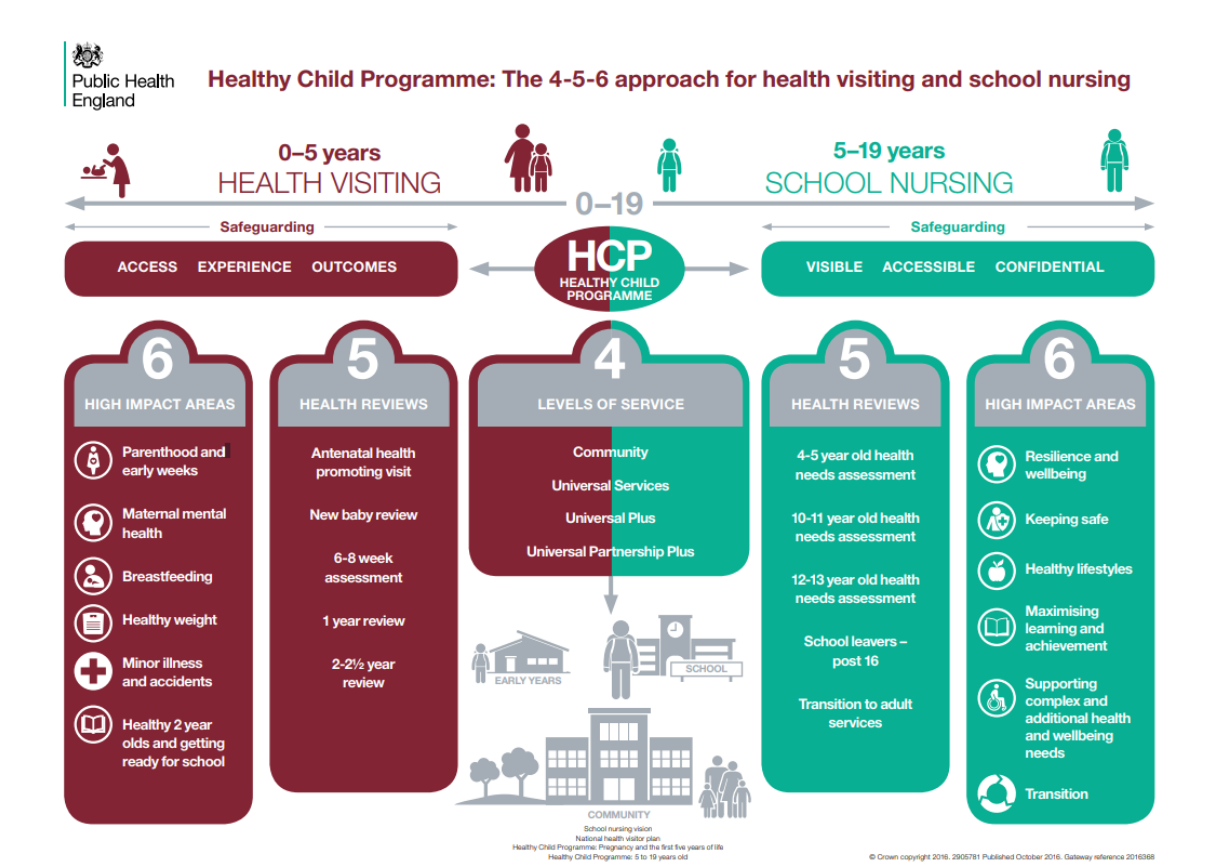 Public Health
England
Healthy Child Programme: The 4-5-6 approach for health visiting and school nursing
0–5 years
HEALTH VISITING
5–19 years
SCHOOL NURSING
0–19
Safeguarding
Safeguarding
ACCESS EXPERIENCE OUTCOMES
HCP
HEALTHY CHILD
PROGRAMME
VISIBLE ACCESSIBLE CONFIDENTIAL
6
HIGH IMPACT AREAS
Parenthood and
early weeks
Maternal mental
health
Breastfeeding
Healthy weight
Minor illness
and accidents
Healthy 2 year
olds and getting
ready for school
5
HEALTH REVIEWS
Antenatal health
promoting visit
New baby review
6-8 week
assessment
1 year review
2-2½ year
review
4
LEVELS OF SERVICE
Community
Universal Services
Universal Plus
Universal Partnership Plus
EARLY YEARS
SCHOOL
COMMUNITY
School nursing vision
National health visitor plan
Healthy Child Programme: Pregnancy and the first five years of life
Healthy Child Programme: 5 to 19 years old
5
HEALTH REVIEWS
4-5 year old health
needs assessment
10-11 year old health
needs assessment
12-13 year old health
needs assessment
School leavers –
post 16
Transition to adult
services
6
HIGH IMPACT AREAS
Resilience and
wellbeing
Keeping safe
Healthy lifestyles
Maximising
learning and
achievement
Supporting
complex and
additional health
and wellbeing
needs
Transition
© Crown copyright 2016. 2905781 Published October 2016. Gateway reference 2016368